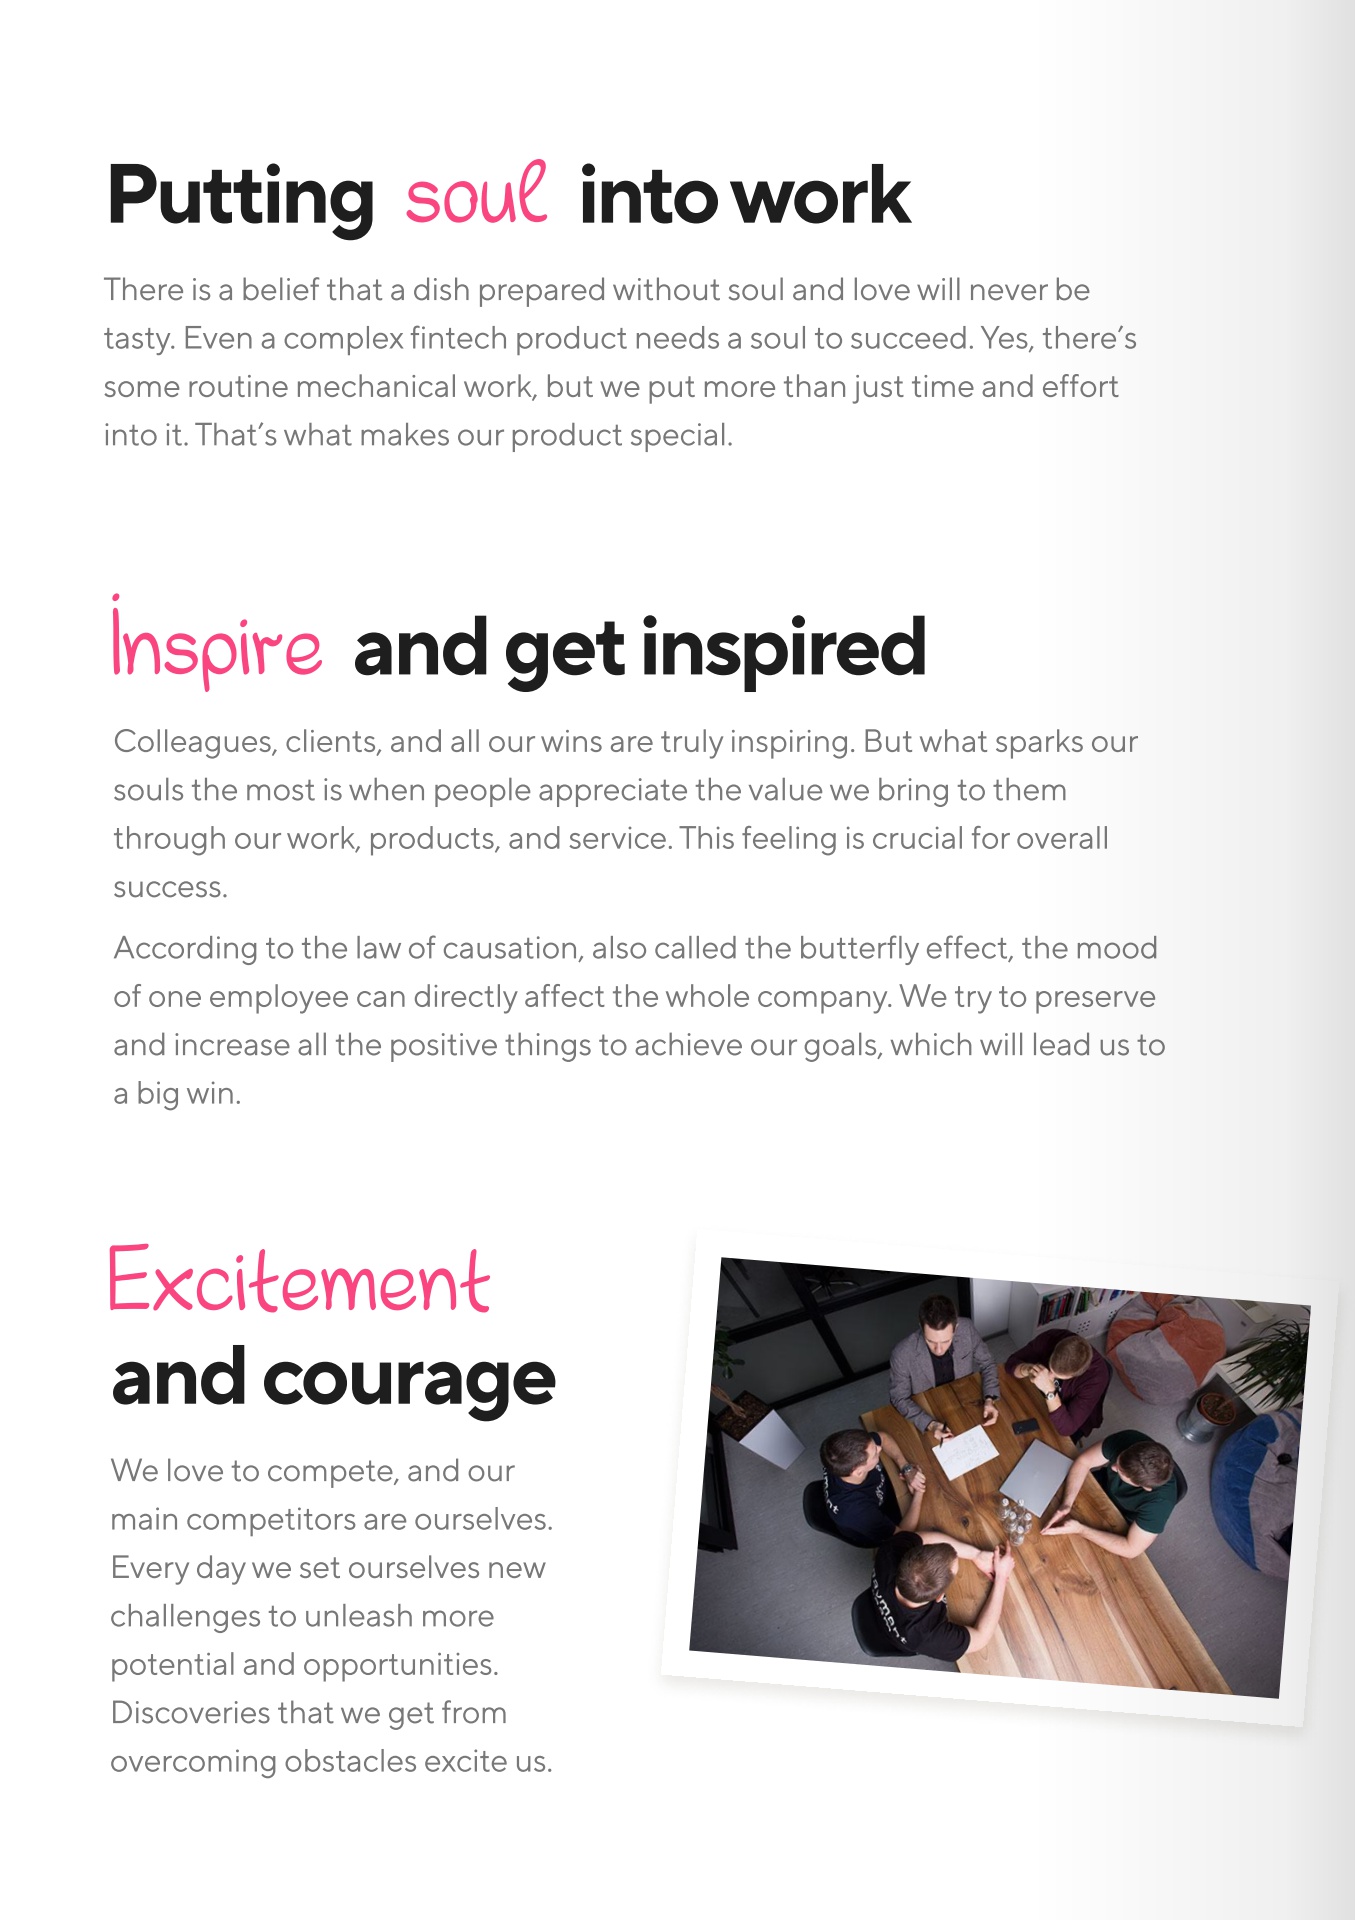 Putting soul into work
There is a belief that a dish prepared without soul and love will never be
tasty. Even a complex fintech product needs a soul to succeed. Yes, there’s
some routine mechanical work, but we put more than just time and effort
into it. That’s what makes our product special.
Inspire and get inspired
Colleagues, clients, and all our wins are truly inspiring. But what sparks our
souls the most is when people appreciate the value we bring to them
through our work, products, and service. This feeling is crucial for overall
success.
According to the law of causation, also called the butterfly effect, the mood
of one employee can directly affect the whole company. We try to preserve
and increase all the positive things to achieve our goals, which will lead us to
a big win.
Excitement
and courage
We love to compete, and our
main competitors are ourselves.
Every day we set ourselves new
challenges to unleash more
potential and opportunities.
Discoveries that we get from
overcoming obstacles excite us.